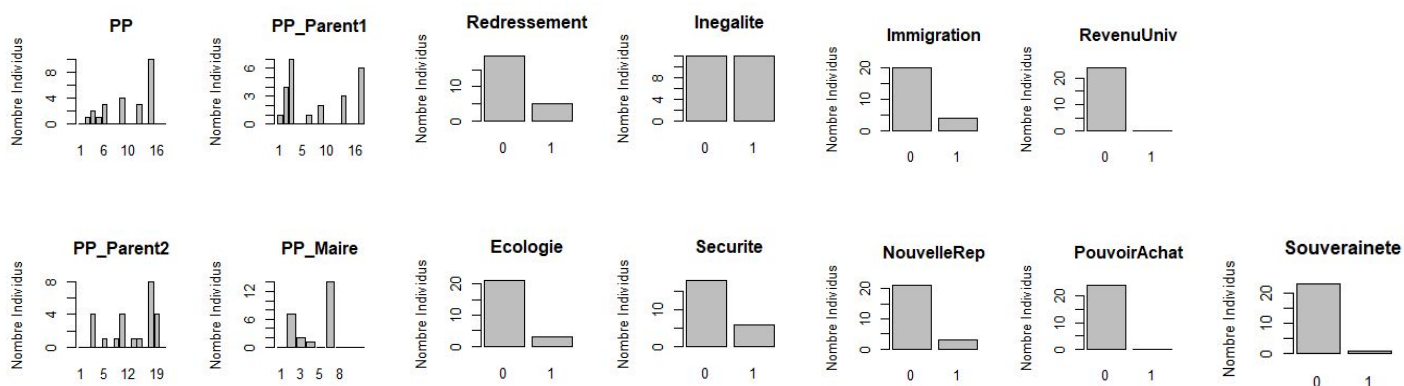 PP
Nombre Individus
0 4 8
1 6 10 16
PP_Parent1
Nombre Individus
0 2 4 6
1 5 10 16
Redressement
Nombre Individus
0 10
0 1
Inegalite
Nombre Individus
0 4 8
0 1
Immigration
Nombre Individus
0 10 20
0 1
RevenuUniv
Nombre Individus
0 10 20
0 1
PP_Parent2
Nombre Individus
0 4 8
1 5 12 19
PP_Maire
Nombre Individus
0 4 8 12
1 3 5 8
Ecologie
Nombre Individus
0 10 20
0 1
Securite
Nombre Individus
0 10
0 1
NouvelleRep
Nombre Individus
0 10 20
0 1
PouvoirAchat
Nombre Individus
0 10 20
0 1
Souverainete
Nombre Individus
0 10 20
0 1